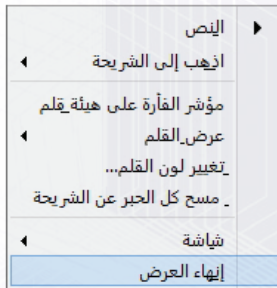 النص
اذهب إلى الشريحة
مؤشر الفأرة على هيئة قلم
عرض القلم
تغيير لون القلم...
مسح كل الحبر عن الشريحة
شاشة
إنهاء العرض